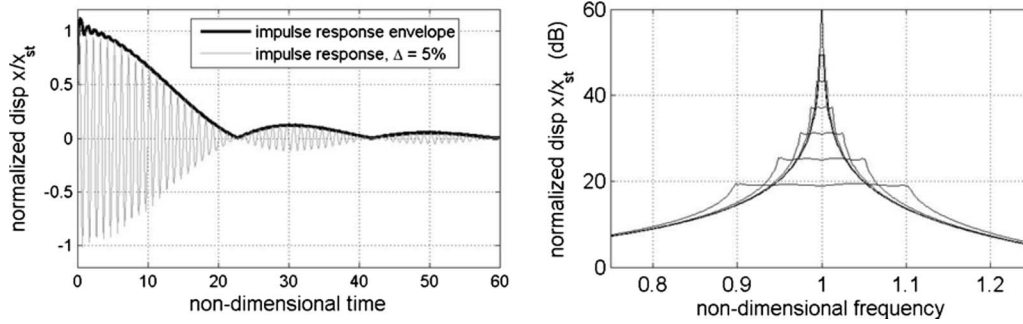 normalized disp x/x_st
1
0.5
0
-0.5
-1
impulse response envelope
impulse response, Δ = 5%
0 10 20 30 40 50 60
non-dimensional time
normalized disp x/x_st (dB)
60
40
20
0
0.8 0.9 1 1.1 1.2
non-dimensional frequency